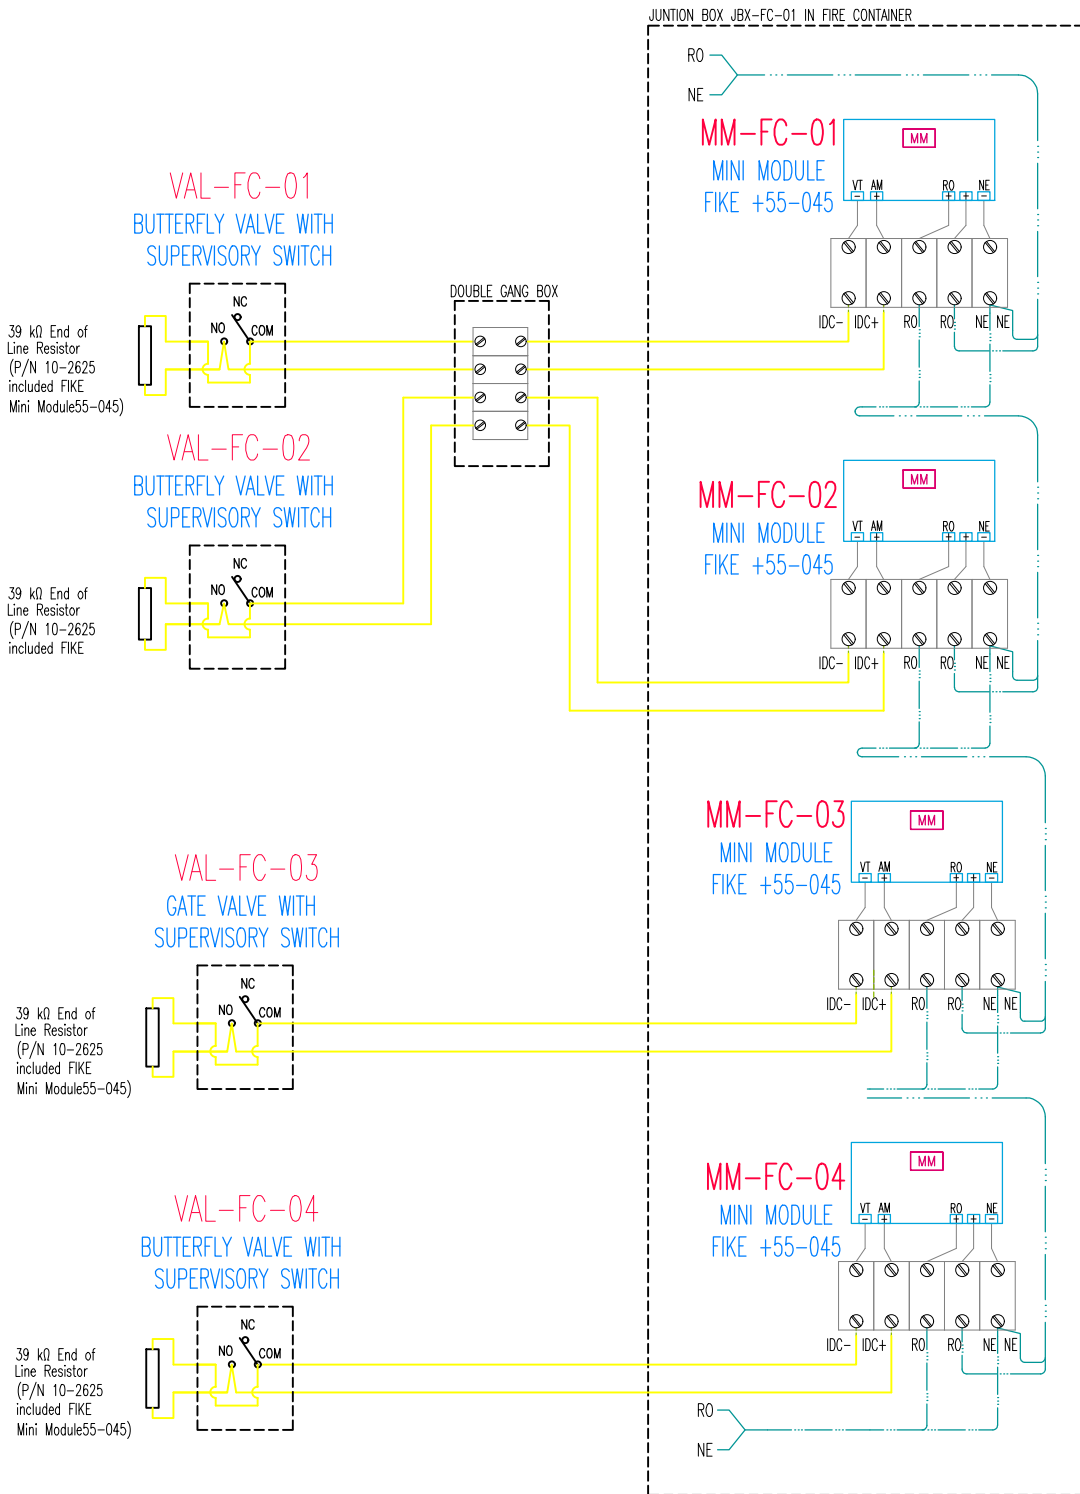 JUNTION BOX JBX-FC-01 IN FIRE CONTAINER
RO
NE
MM-FC-01
MINI MODULE
FIKE +55-045
MM
VT AM RO NE
- + + + -
IDC- IDC+ RO RO NE NE
VAL-FC-01
BUTTERFLY VALVE WITH
SUPERVISORY SWITCH
NC
NO COM
39 kΩ End of
Line Resistor
(P/N 10-2625
included FIKE
Mini Module55-045)
DOUBLE GANG BOX
VAL-FC-02
BUTTERFLY VALVE WITH
SUPERVISORY SWITCH
NC
NO COM
39 kΩ End of
Line Resistor
(P/N 10-2625
included FIKE
MM-FC-02
MINI MODULE
FIKE +55-045
MM
VT AM RO NE
- + + + -
IDC- IDC+ RO RO NE NE
VAL-FC-03
GATE VALVE WITH
SUPERVISORY SWITCH
NC
NO COM
39 kΩ End of
Line Resistor
(P/N 10-2625
included FIKE
Mini Module55-045)
MM-FC-03
MINI MODULE
FIKE +55-045
MM
VT AM RO NE
- + + + -
IDC- IDC+ RO RO NE NE
VAL-FC-04
BUTTERFLY VALVE WITH
SUPERVISORY SWITCH
NC
NO COM
39 kΩ End of
Line Resistor
(P/N 10-2625
included FIKE
Mini Module55-045)
MM-FC-04
MINI MODULE
FIKE +55-045
MM
VT AM RO NE
- + + + -
IDC- IDC+ RO RO NE NE
RO
NE